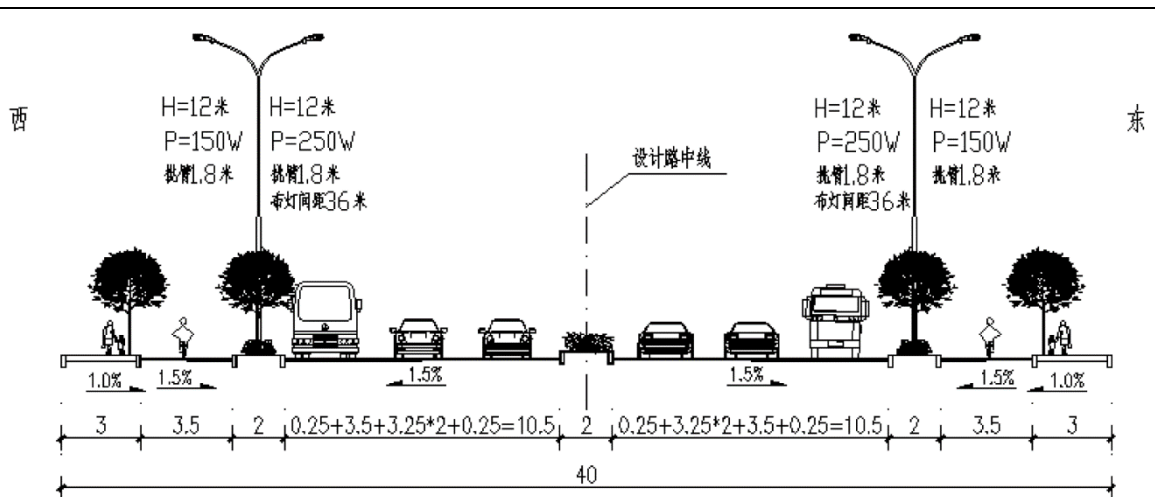 西
H=12米
P=150W
挑臂1.8米
H=12米
P=250W
挑臂1.8米
布灯间距36米
设计路中线
H=12米
P=250W
挑臂1.8米
布灯间距36米
H=12米
P=150W
挑臂1.8米
东
1.0%
1.5%
1.5%
1.5%
1.5%
1.0%
3
3.5
2
0.25+3.5+3.25*2+0.25=10.5
2
0.25+3.25*2+3.5+0.25=10.5
2
3.5
3
40